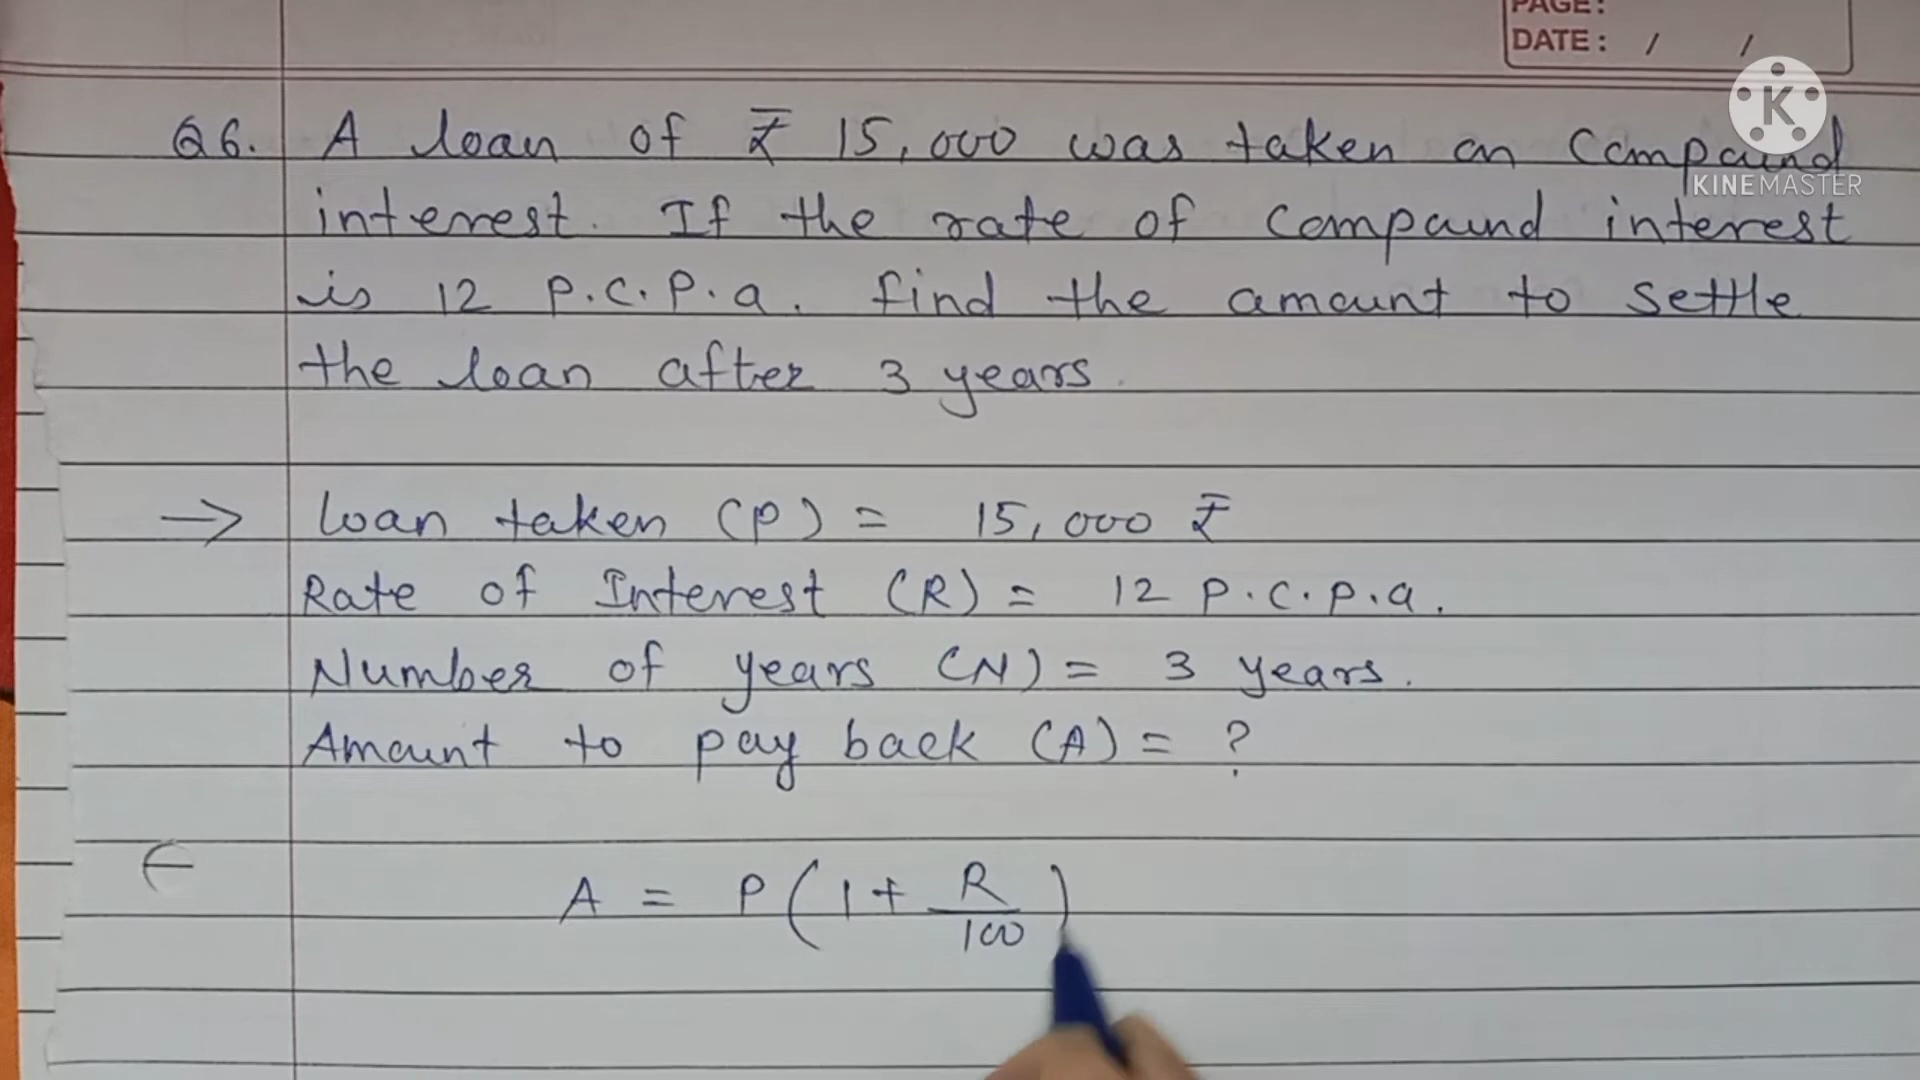 PAGE:
DATE: / /
K
KINEMASTER
Q6. A loan of ₹ 15,000 was taken on compound
interest. If the rate of compound interest
is 12 p.c.p.a. find the amount to settle
the loan after 3 years.
→ Loan taken (P) = 15,000 ₹
Rate of Interest (R) = 12 p.c.p.a.
Number of years (N) = 3 years.
Amount to pay back (A) = ?
A = P(1 + R/100)